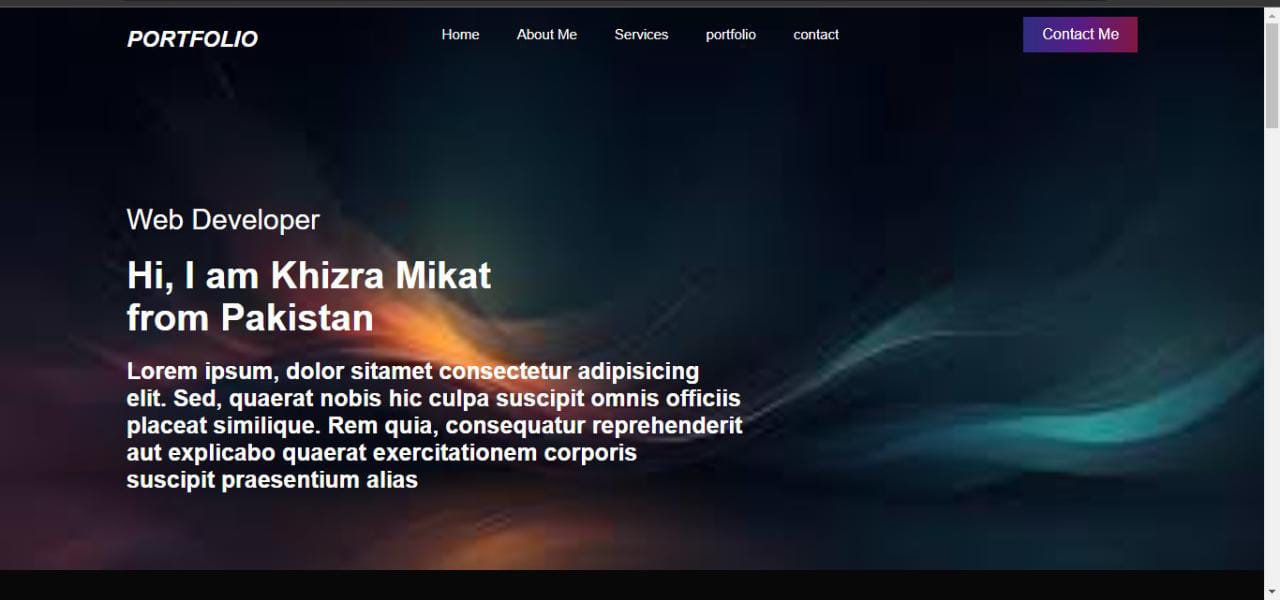 PORTFOLIO
Home About Me Services portfolio contact
Contact Me
Web Developer
Hi, I am Khizra Mikat
from Pakistan
Lorem ipsum, dolor sitamet consectetur adipisicing
elit. Sed, quaerat nobis hic culpa suscipit omnis officiis
placeat similique. Rem quia, consequatur reprehenderit
aut explicabo quaerat exercitationem corporis
suscipit praesentium alias